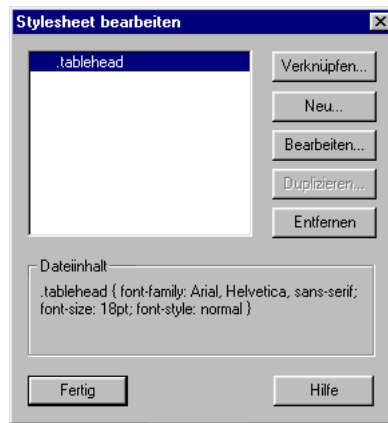 Stylesheet bearbeiten
.tablehead
Verknüpfen...
Neu...
Bearbeiten...
Duplizieren...
Entfernen
Dateiinhalt
.tablehead { font-family: Arial, Helvetica, sans-serif;
font-size: 18pt; font-style: normal }
Fertig
Hilfe